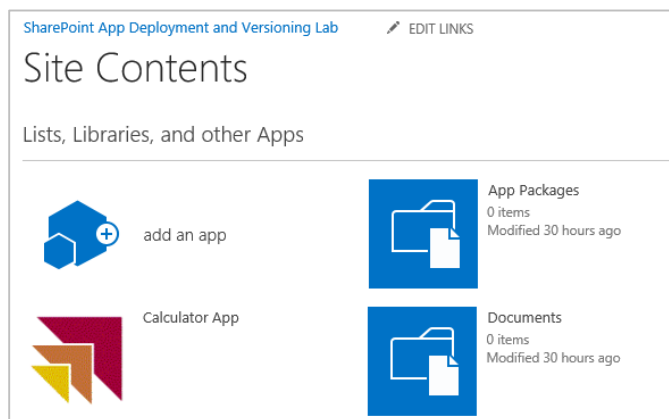 SharePoint App Deployment and Versioning Lab EDIT LINKS
Site Contents
Lists, Libraries, and other Apps
add an app
App Packages
0 items
Modified 30 hours ago
Calculator App
Documents
0 items
Modified 30 hours ago